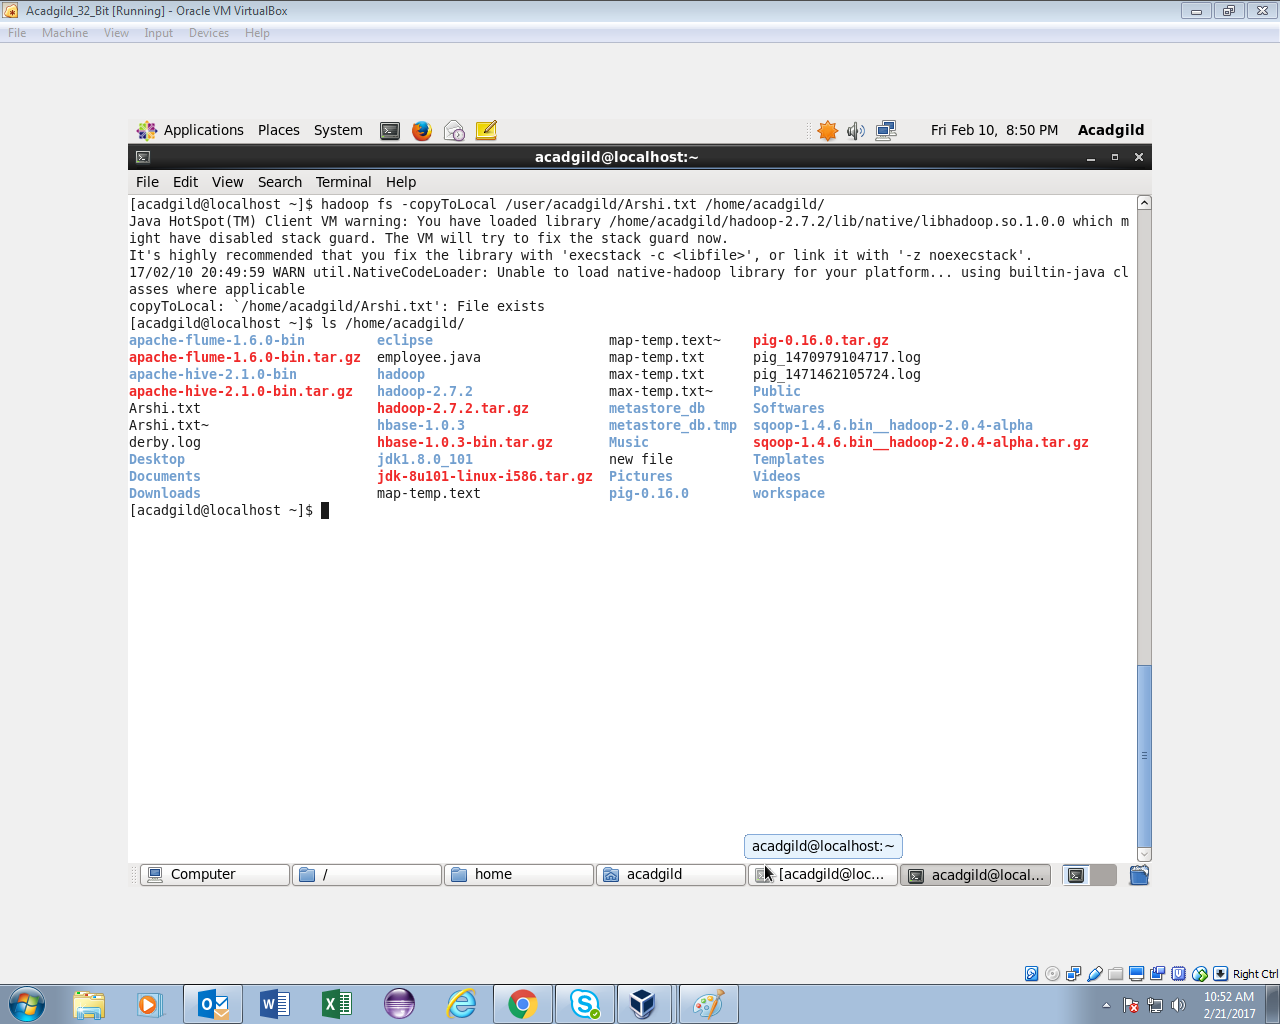 Acadgild_32_Bit [Running] - Oracle VM VirtualBox
File Machine View Input Devices Help
Applications Places System Fri Feb 10, 8:50 PM Acadgild
acadgild@localhost:~
File Edit View Search Terminal Help
[acadgild@localhost ~]$ hadoop fs -copyToLocal /user/acadgild/Arshi.txt /home/acadgild/
Java HotSpot(TM) Client VM warning: You have loaded library /home/acadgild/hadoop-2.7.2/lib/native/libhadoop.so.1.0.0 which m
ight have disabled stack guard. The VM will try to fix the stack guard now.
It's highly recommended that you fix the library with 'execstack -c <libfile>', or link it with '-z noexecstack'.
17/02/10 20:49:59 WARN util.NativeCodeLoader: Unable to load native-hadoop library for your platform... using builtin-java cl
asses where applicable
copyToLocal: `/home/acadgild/Arshi.txt': File exists
[acadgild@localhost ~]$ ls /home/acadgild/
apache-flume-1.6.0-bin eclipse map-temp.text~ pig-0.16.0.tar.gz
apache-flume-1.6.0-bin.tar.gz employee.java map-temp.txt pig_1470979104717.log
apache-hive-2.1.0-bin hadoop max-temp.txt pig_1471462105724.log
apache-hive-2.1.0-bin.tar.gz hadoop-2.7.2 max-temp.txt~ Public
Arshi.txt hadoop-2.7.2.tar.gz metastore_db Softwares
Arshi.txt~ hbase-1.0.3 metastore_db.tmp sqoop-1.4.6.bin__hadoop-2.0.4-alpha
derby.log hbase-1.0.3-bin.tar.gz Music sqoop-1.4.6.bin__hadoop-2.0.4-alpha.tar.gz
Desktop jdk1.8.0_101 new file Templates
Documents jdk-8u101-linux-i586.tar.gz Pictures Videos
Downloads map-temp.text pig-0.16.0 workspace
[acadgild@localhost ~]$
acadgild@localhost:~
Computer / home acadgild [acadgild@loc... acadgild@local...
Right Ctrl
10:52 AM
2/21/2017